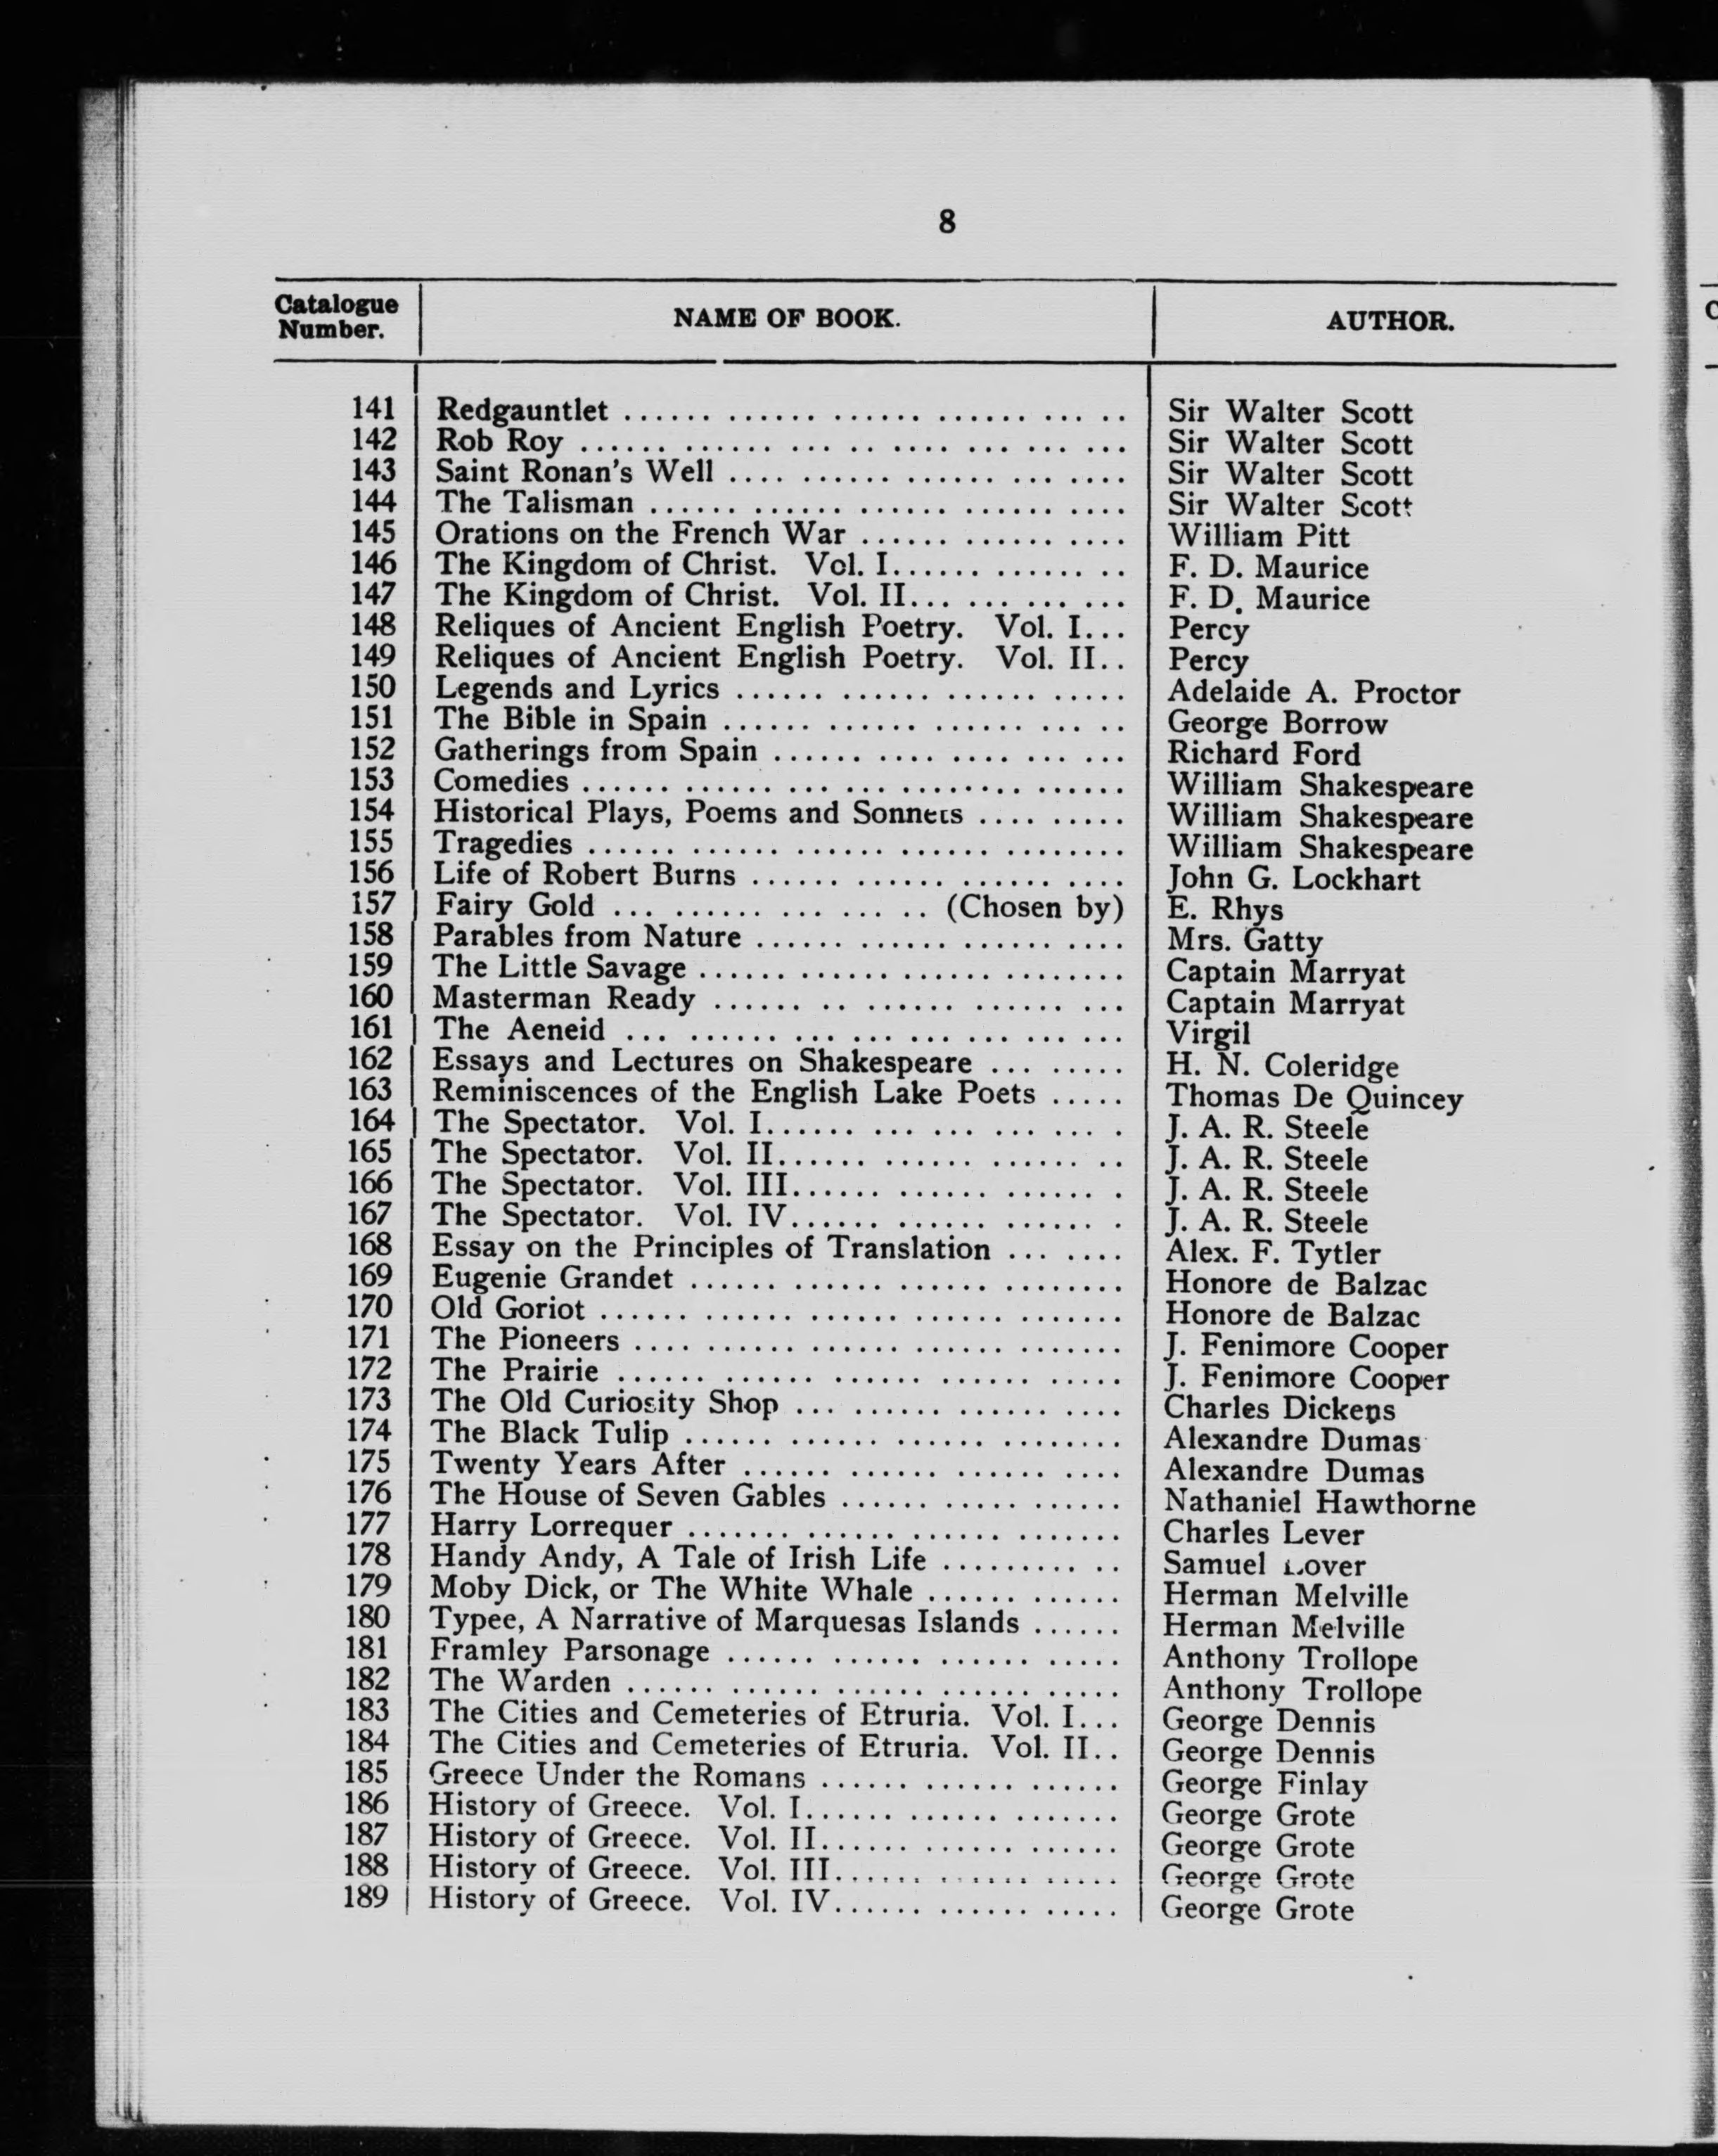 8
Catalogue Number. NAME OF BOOK. AUTHOR.
141 Redgauntlet Sir Walter Scott
142 Rob Roy Sir Walter Scott
143 Saint Ronan's Well Sir Walter Scott
144 The Talisman Sir Walter Scott
145 Orations on the French War William Pitt
146 The Kingdom of Christ. Vol. I. F. D. Maurice
147 The Kingdom of Christ. Vol. II. F. D. Maurice
148 Reliques of Ancient English Poetry. Vol. I. Percy
149 Reliques of Ancient English Poetry. Vol. II. Percy
150 Legends and Lyrics Adelaide A. Proctor
151 The Bible in Spain George Borrow
152 Gatherings from Spain Richard Ford
153 Comedies William Shakespeare
154 Historical Plays, Poems and Sonnets William Shakespeare
155 Tragedies William Shakespeare
156 Life of Robert Burns John G. Lockhart
157 Fairy Gold (Chosen by) E. Rhys
158 Parables from Nature Mrs. Gatty
159 The Little Savage Captain Marryat
160 Masterman Ready Captain Marryat
161 The Aeneid Virgil
162 Essays and Lectures on Shakespeare H. N. Coleridge
163 Reminiscences of the English Lake Poets Thomas De Quincey
164 The Spectator. Vol. I. J. A. R. Steele
165 The Spectator. Vol. II. J. A. R. Steele
166 The Spectator. Vol. III. J. A. R. Steele
167 The Spectator. Vol. IV. J. A. R. Steele
168 Essay on the Principles of Translation Alex. F. Tytler
169 Eugenie Grandet Honore de Balzac
170 Old Goriot Honore de Balzac
171 The Pioneers J. Fenimore Cooper
172 The Prairie J. Fenimore Cooper
173 The Old Curiosity Shop Charles Dickens
174 The Black Tulip Alexandre Dumas
175 Twenty Years After Alexandre Dumas
176 The House of Seven Gables Nathaniel Hawthorne
177 Harry Lorrequer Charles Lever
178 Handy Andy, A Tale of Irish Life Samuel Lover
179 Moby Dick, or The White Whale Herman Melville
180 Typee, A Narrative of Marquesas Islands Herman Melville
181 Framley Parsonage Anthony Trollope
182 The Warden Anthony Trollope
183 The Cities and Cemeteries of Etruria. Vol. I. George Dennis
184 The Cities and Cemeteries of Etruria. Vol. II. George Dennis
185 Greece Under the Romans George Finlay
186 History of Greece. Vol. I. George Grote
187 History of Greece. Vol. II. George Grote
188 History of Greece. Vol. III. George Grote
189 History of Greece. Vol. IV. George Grote